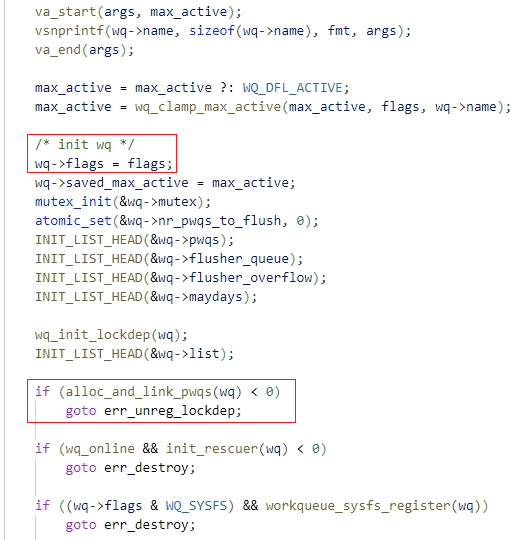 va_start(args, max_active);
vsnprintf(wq->name, sizeof(wq->name), fmt, args);
va_end(args);
max_active = max_active ?: WQ_DFL_ACTIVE;
max_active = wq_clamp_max_active(max_active, flags, wq->name);
/* init wq */
wq->flags = flags;
wq->saved_max_active = max_active;
mutex_init(&wq->mutex);
atomic_set(&wq->nr_pwqs_to_flush, 0);
INIT_LIST_HEAD(&wq->pwqs);
INIT_LIST_HEAD(&wq->flusher_queue);
INIT_LIST_HEAD(&wq->flusher_overflow);
INIT_LIST_HEAD(&wq->maydays);
wq_init_lockdep(wq);
INIT_LIST_HEAD(&wq->list);
if (alloc_and_link_pwqs(wq) < 0)
goto err_unreg_lockdep;
if (wq_online && init_rescuer(wq) < 0)
goto err_destroy;
if ((wq->flags & WQ_SYSFS) && workqueue_sysfs_register(wq))
goto err_destroy;